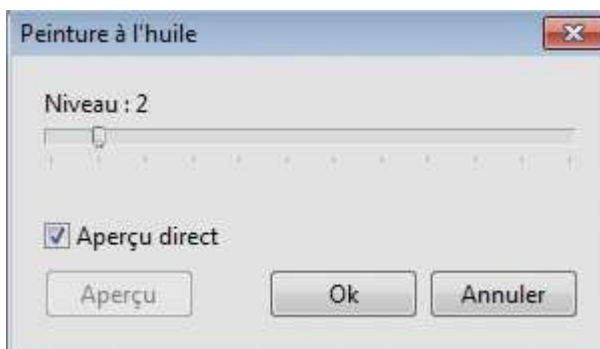 Peinture à l'huile
Niveau : 2
Aperçu direct
Aperçu Ok Annuler